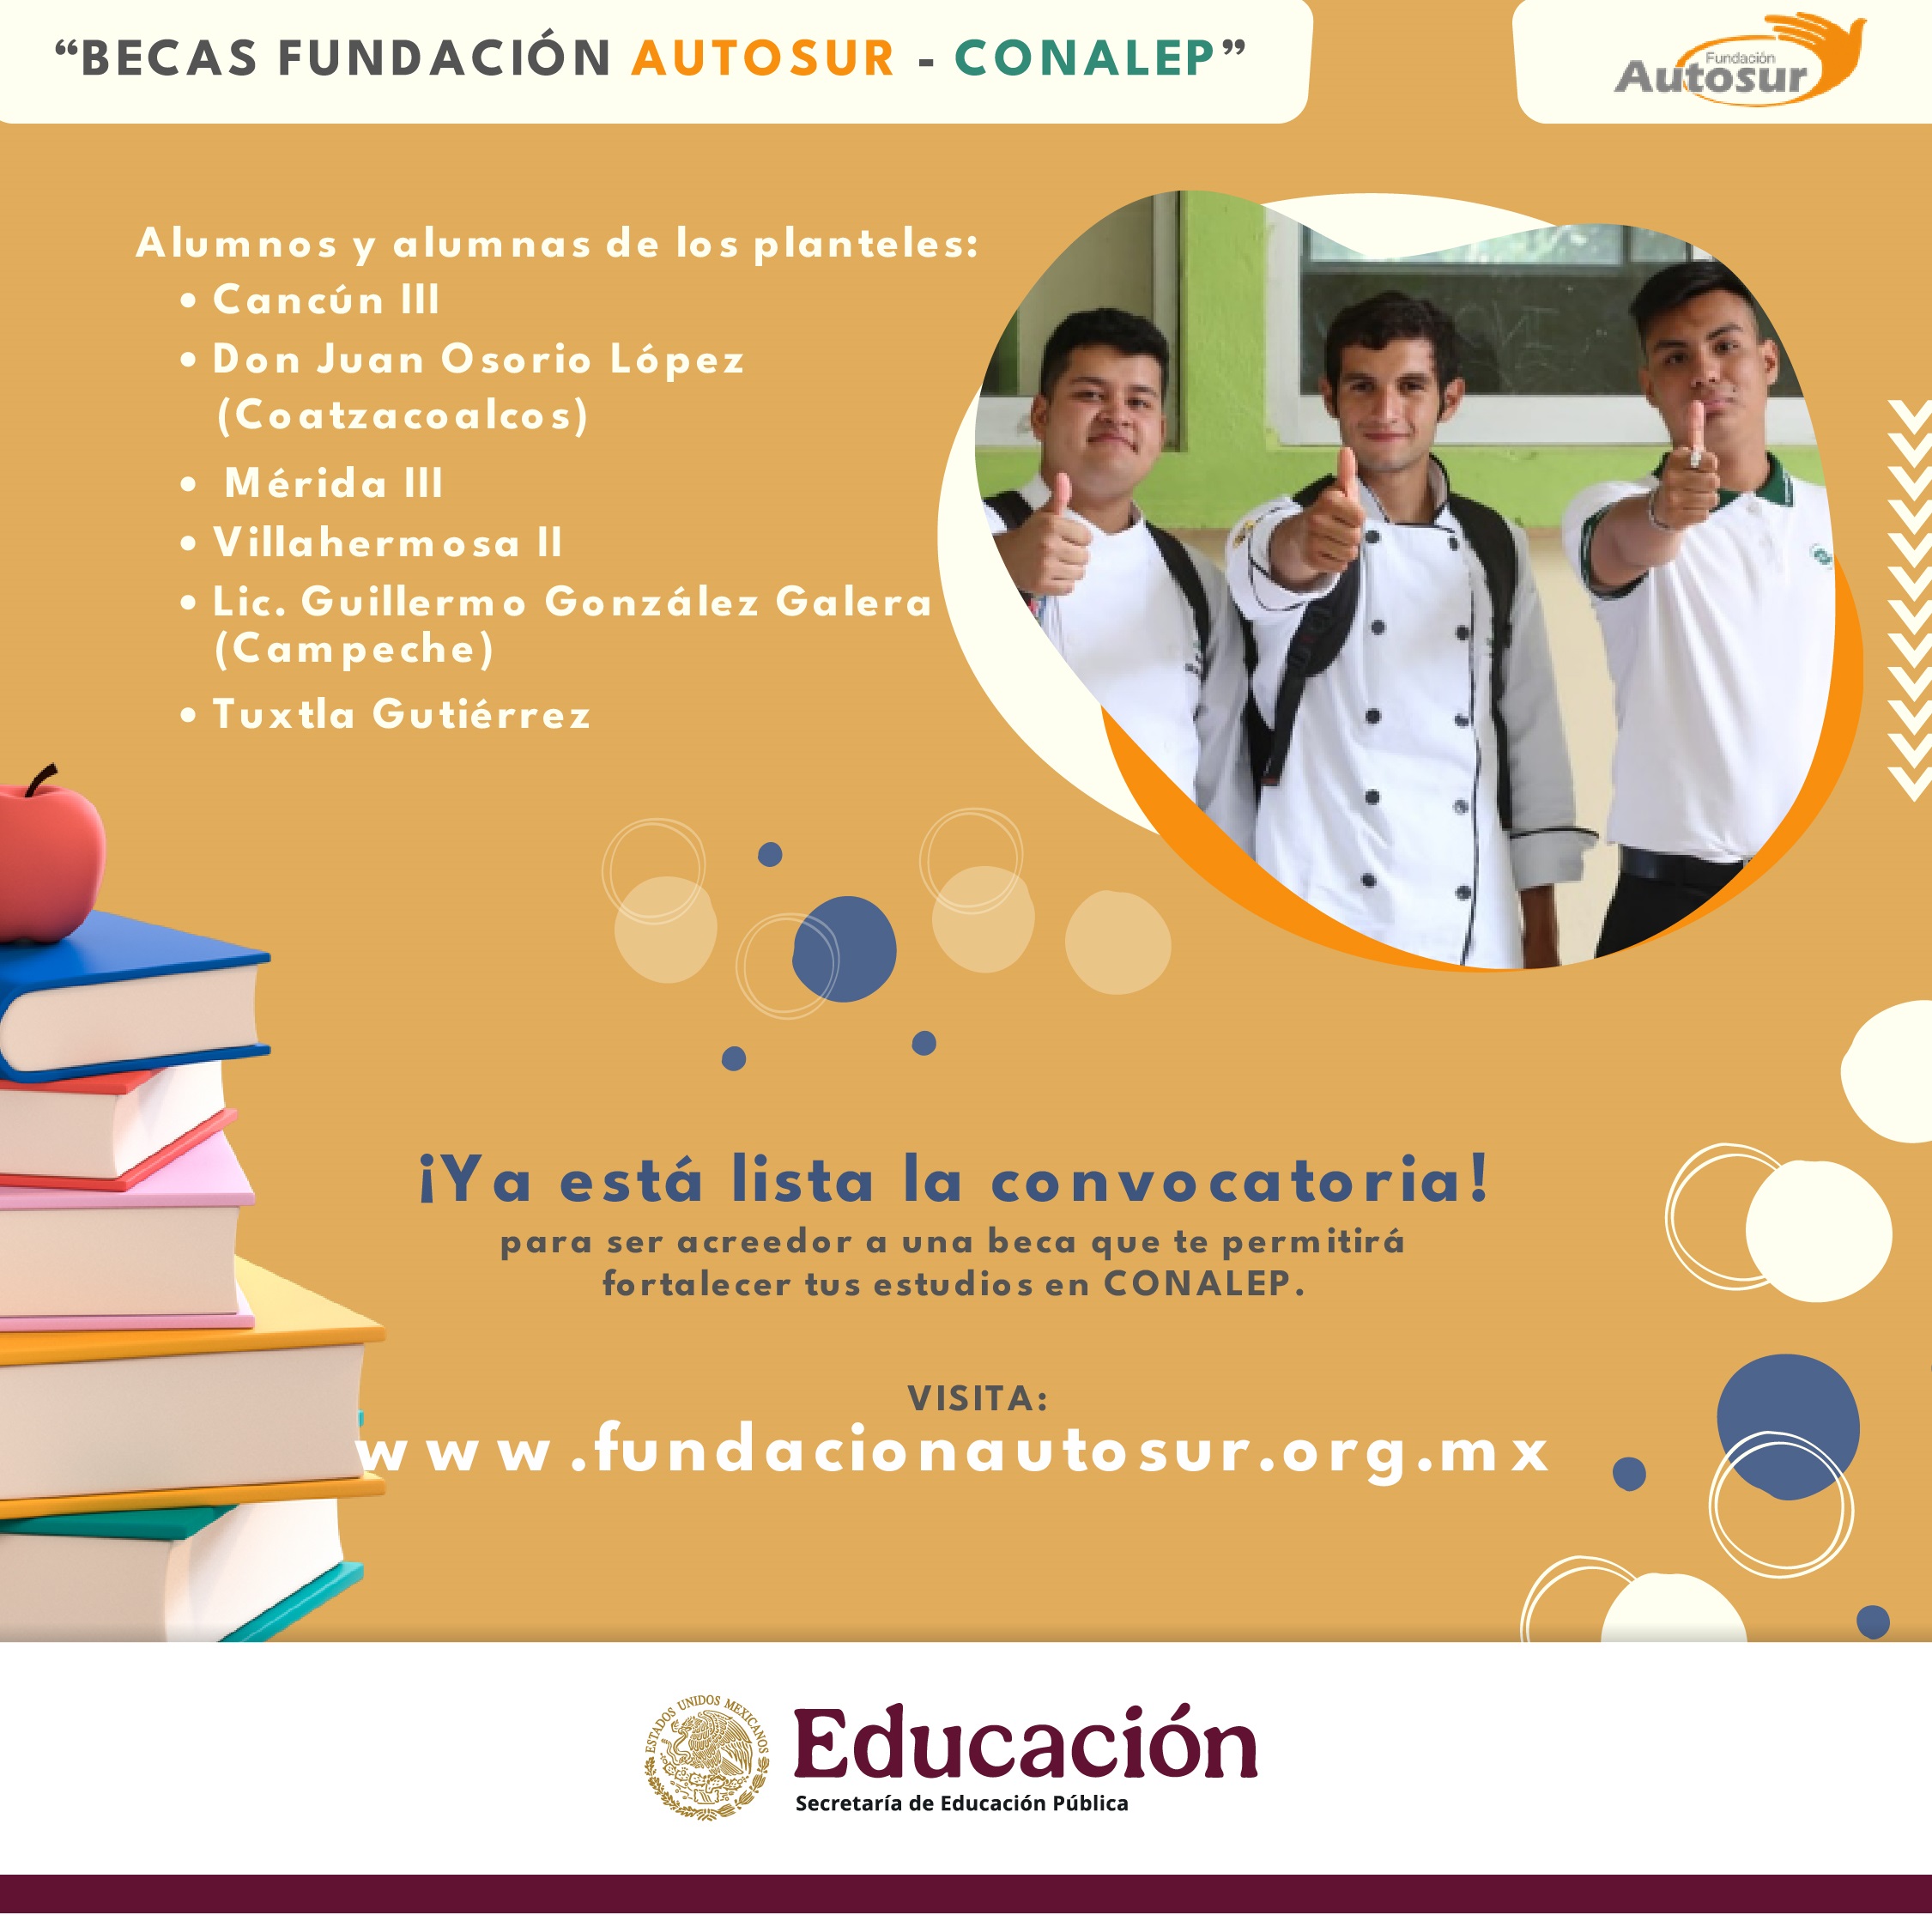 “BECAS FUNDACIÓN AUTOSUR - CONALEP”
Fundación
Autosur
Alumnos y alumnas de los planteles:
• Cancún III
• Don Juan Osorio López
(Coatzacoalcos)
• Mérida III
• Villahermosa II
• Lic. Guillermo González Galera
(Campeche)
• Tuxtla Gutiérrez
¡Ya está lista la convocatoria!
para ser acreedor a una beca que te permitirá
fortalecer tus estudios en CONALEP.
VISITA:
www.fundacionautosur.org.mx
ESTADOS UNIDOS MEXICANOS
Educación
Secretaría de Educación Pública